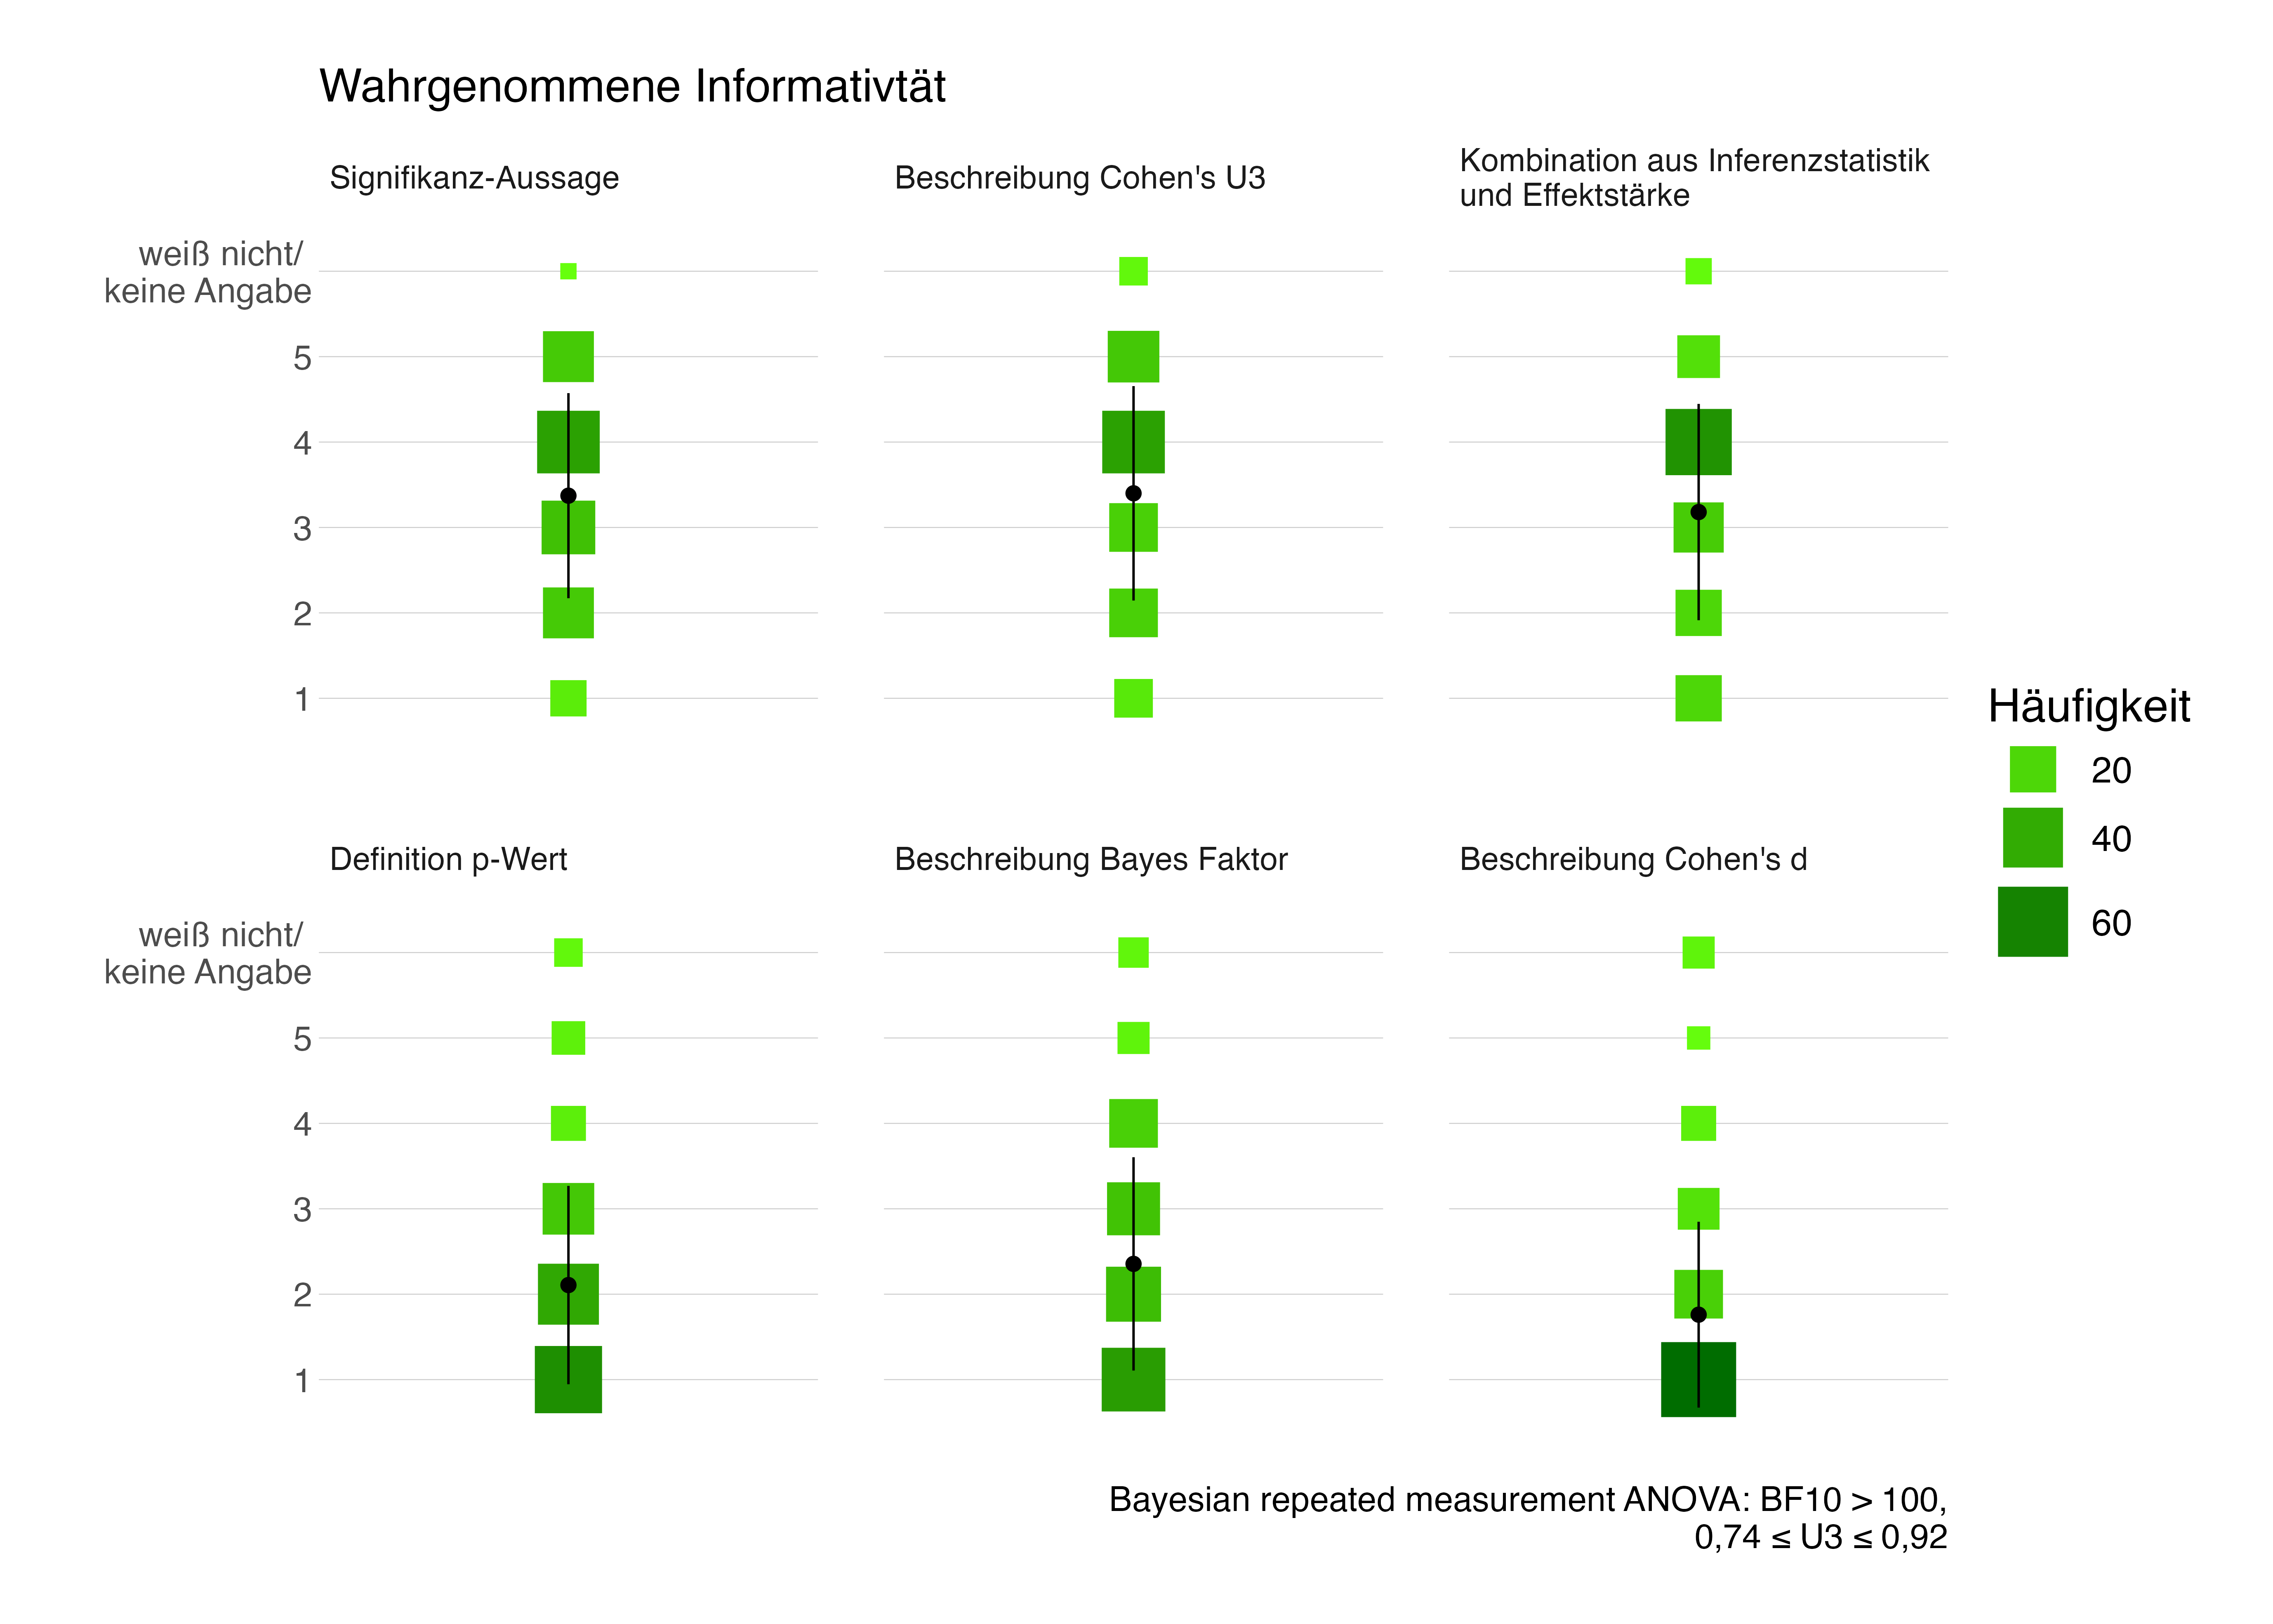 Wahrgenommene Informativtät
Signifikanz-Aussage
Beschreibung Cohen's U3
Kombination aus Inferenzstatistik
und Effektstärke
weiß nicht/
keine Angabe
5
4
3
2
1
Definition p-Wert
Beschreibung Bayes Faktor
Beschreibung Cohen's d
weiß nicht/
keine Angabe
5
4
3
2
1
Häufigkeit
20
40
60
Bayesian repeated measurement ANOVA: BF10 > 100,
0,74 ≤ U3 ≤ 0,92